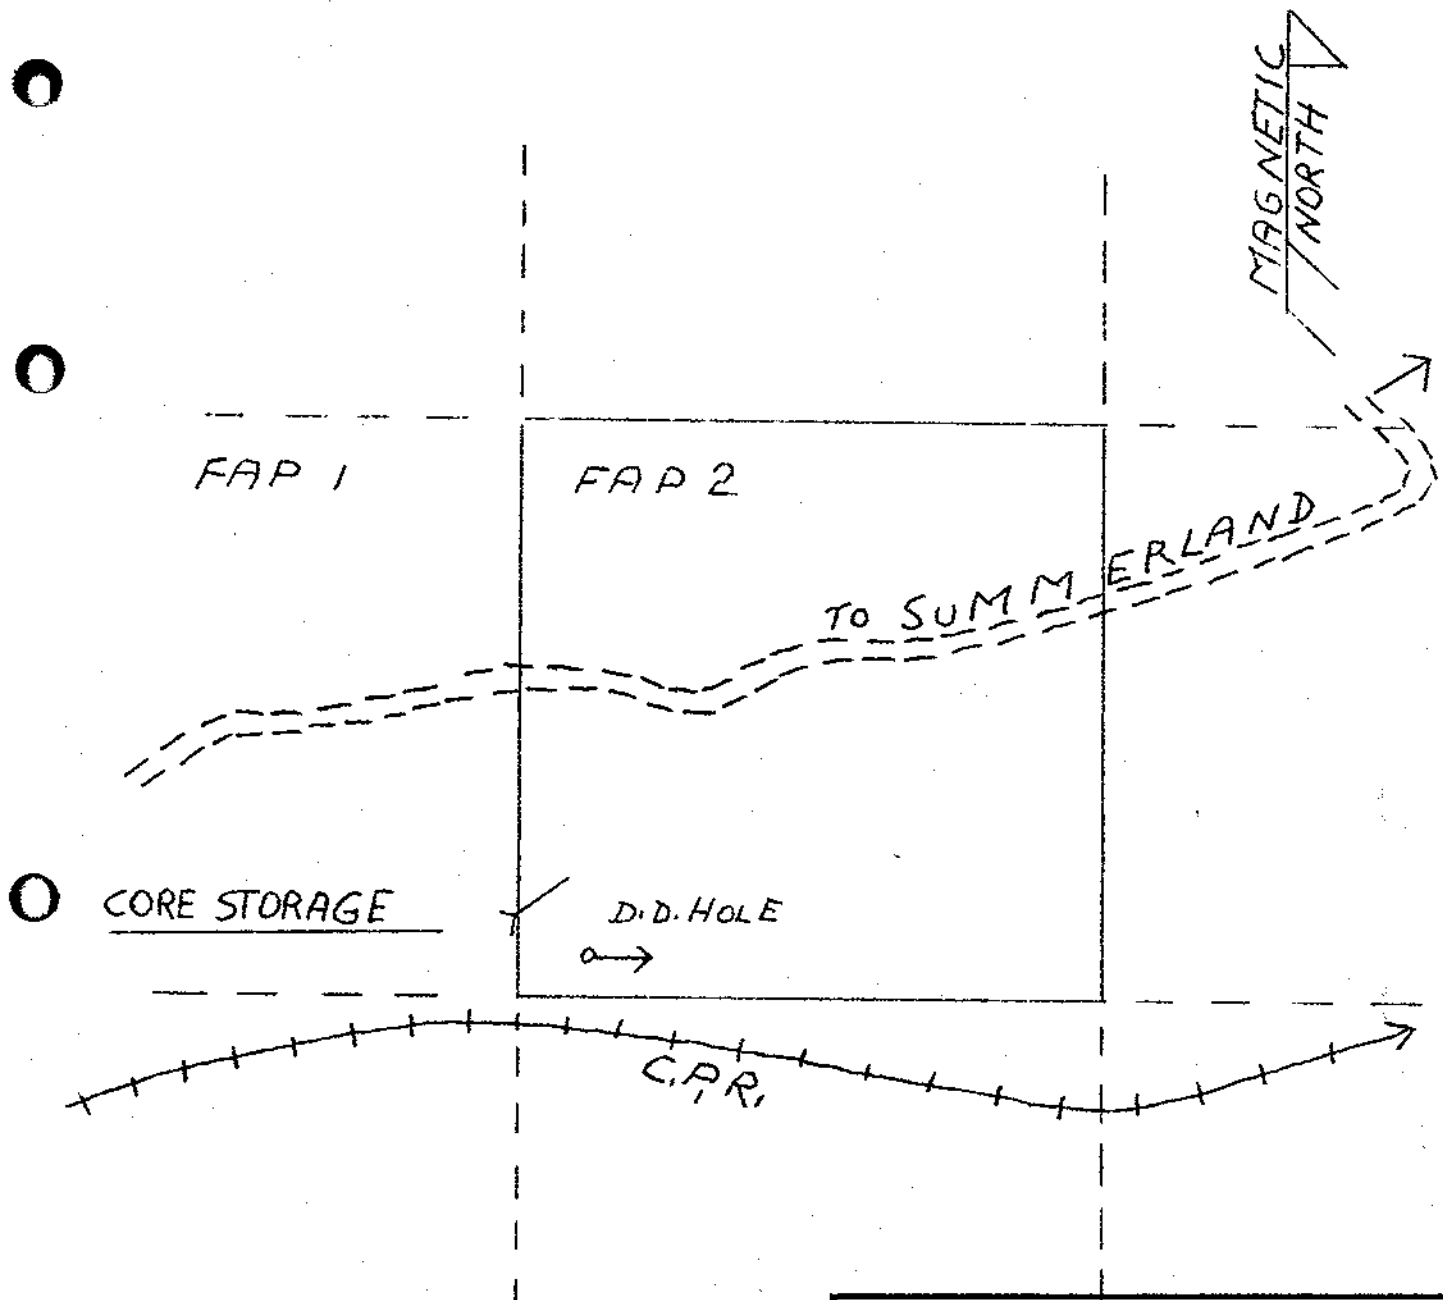 MAGNETIC
NORTH
FAP 1
FAP 2
TO SUMMERLAND
CORE STORAGE
D.D. HOLE
C.P.R.